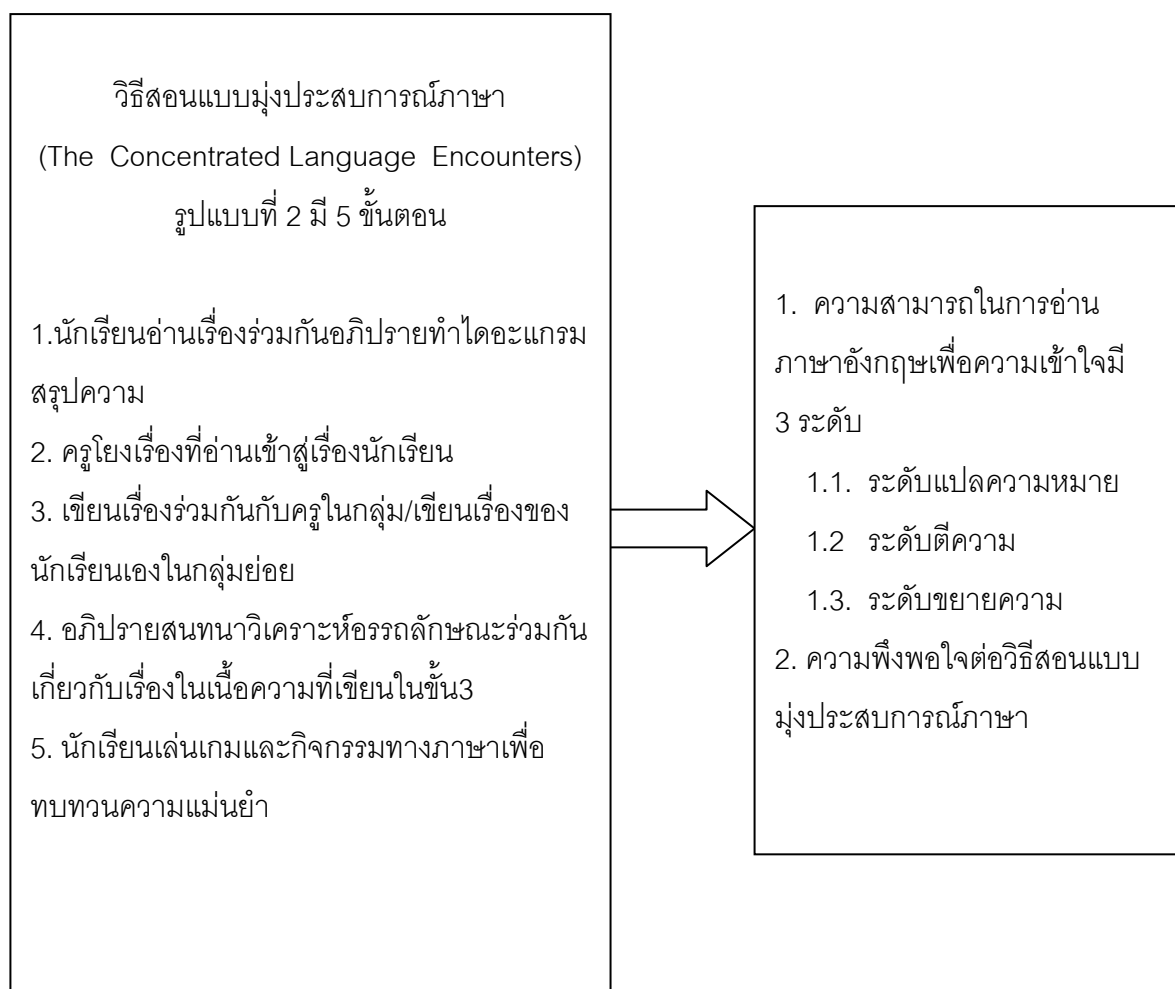 วิธีสอนแบบมุ่งประสบการณ์ภาษา
(The Concentrated Language Encounters)
รูปแบบที่ 2 มี 5 ขั้นตอน
1.นักเรียนอ่านเรื่องร่วมกันอภิปรายทำไดอะแกรม
สรุปความ
2. ครูโยงเรื่องที่อ่านเข้าสู่เรื่องนักเรียน
3. เขียนเรื่องร่วมกันกับครูในกลุ่ม/เขียนเรื่องของ
นักเรียนเองในกลุ่มย่อย
4. อภิปรายสนทนาวิเคราะห์อรรถลักษณะร่วมกัน
เกี่ยวกับเรื่องในเนื้อความที่เขียนในขั้น3
5. นักเรียนเล่นเกมและกิจกรรมทางภาษาเพื่อ
ทบทวนความแม่นยำ
1. ความสามารถในการอ่าน
ภาษาอังกฤษเพื่อความเข้าใจมี
3 ระดับ
1.1. ระดับแปลความหมาย
1.2 ระดับตีความ
1.3. ระดับขยายความ
2. ความพึงพอใจต่อวิธีสอนแบบ
มุ่งประสบการณ์ภาษา